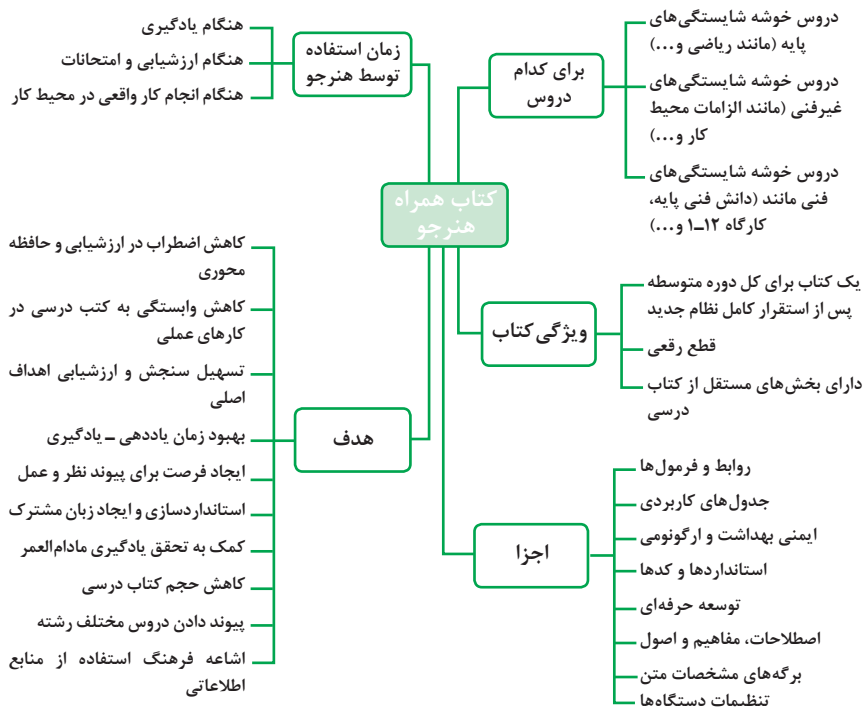 کتاب همراه
هنرجو
برای کدام
دروس
دروس خوشه شایستگی‌های
پایه (مانند ریاضی و...)
دروس خوشه شایستگی‌های
غیرفنی (مانند الزامات محیط
کار و...)
دروس خوشه شایستگی‌های
فنی مانند (دانش فنی پایه،
کارگاه ۱۲ــ۱ و...)
ویژگی کتاب
یک کتاب برای کل دوره متوسطه
پس از استقرار کامل نظام جدید
قطع رقعی
دارای بخش‌های مستقل از کتاب
درسی
اجزا
روابط و فرمول‌ها
جدول‌های کاربردی
ایمنی بهداشت و ارگونومی
استانداردها و کدها
توسعه حرفه‌ای
اصطلاحات، مفاهیم و اصول
برگه‌های مشخصات متن
تنظیمات دستگاه‌ها
زمان استفاده
توسط هنرجو
هنگام یادگیری
هنگام ارزشیابی و امتحانات
هنگام انجام کار واقعی در محیط کار
هدف
کاهش اضطراب در ارزشیابی و حافظه
محوری
کاهش وابستگی به کتب درسی در
کارهای عملی
تسهیل سنجش و ارزشیابی اهداف
اصلی
بهبود زمان یاددهی ــ یادگیری
ایجاد فرصت برای پیوند نظر و عمل
استانداردسازی و ایجاد زبان مشترک
کمک به تحقق یادگیری مادام‌العمر
کاهش حجم کتاب درسی
پیوند دادن دروس مختلف رشته
اشاعه فرهنگ استفاده از منابع
اطلاعاتی